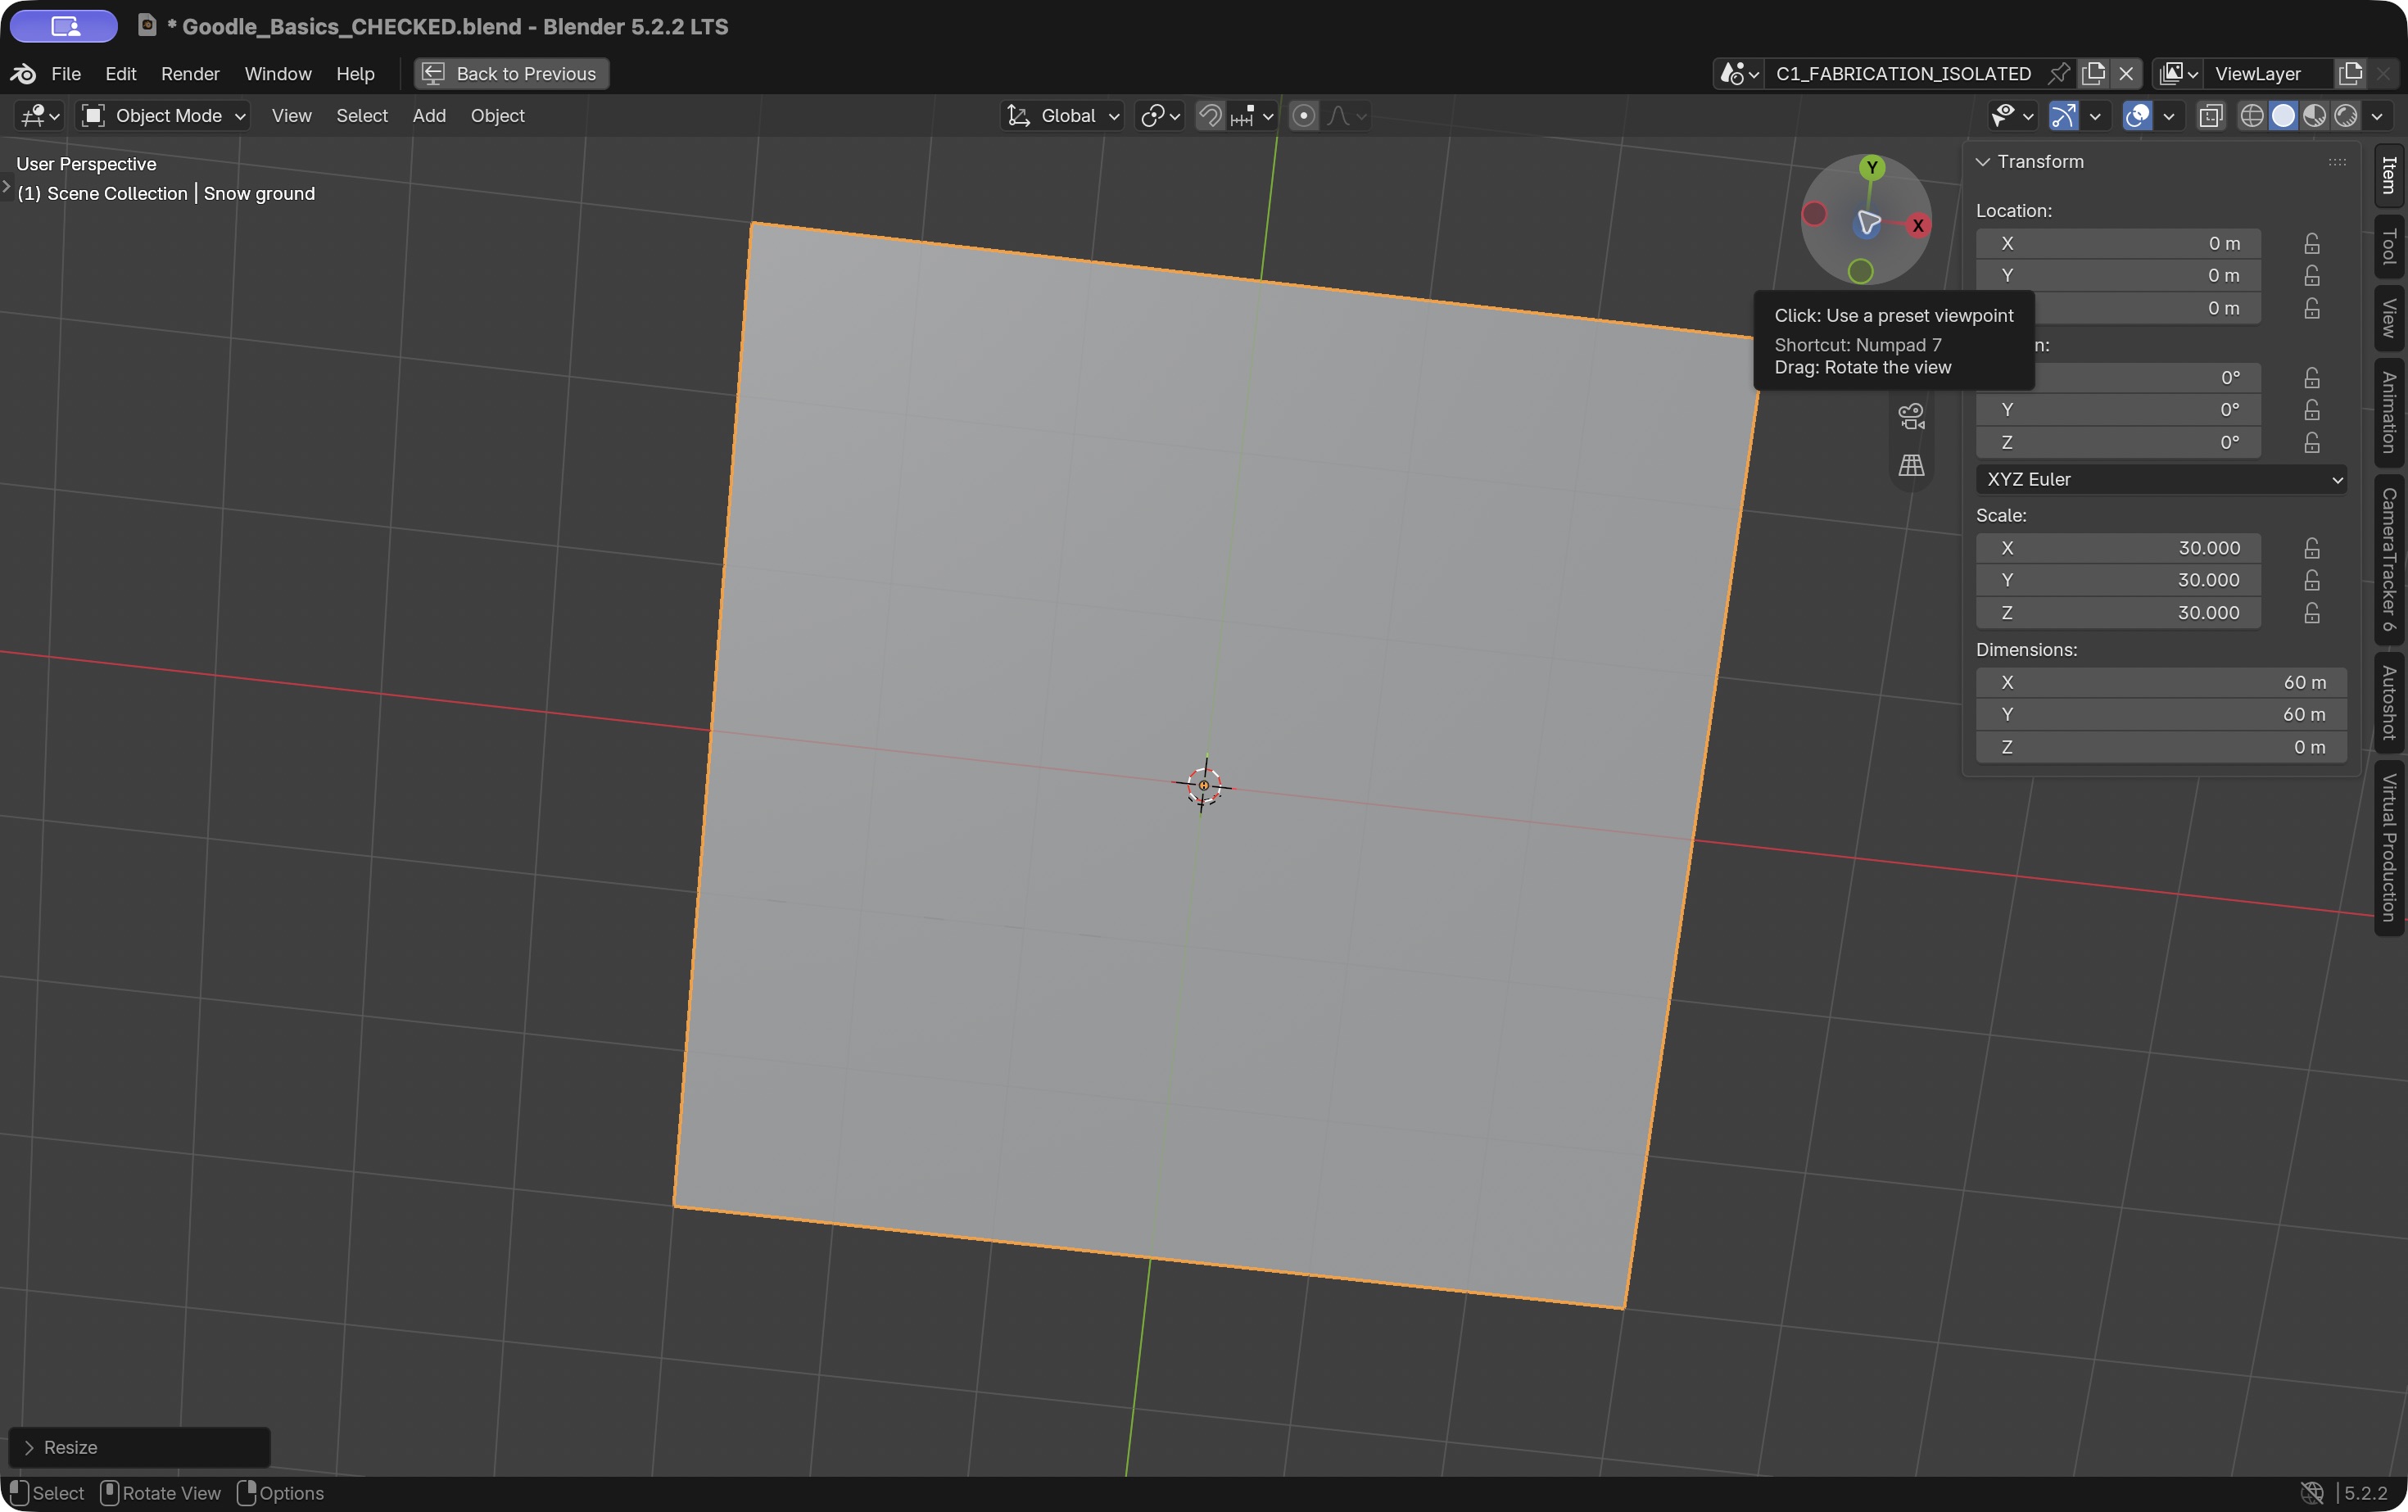 * Goodle_Basics_CHECKED.blend - Blender 5.2.2 LTS
File Edit Render Window Help Back to Previous C1_FABRICATION_ISOLATED ViewLayer
Object Mode View Select Add Object Global
User Perspective
(1) Scene Collection | Snow ground
Y
X
Click: Use a preset viewpoint
Shortcut: Numpad 7
Drag: Rotate the view
Transform
Location:
X 0 m
Y 0 m
0 m
n:
0°
Y 0°
Z 0°
XYZ Euler
Scale:
X 30.000
Y 30.000
Z 30.000
Dimensions:
X 60 m
Y 60 m
Z 0 m
Item
Tool
View
Animation
CameraTracker 6
Autoshot
Virtual Production
Resize
Select Rotate View Options 5.2.2